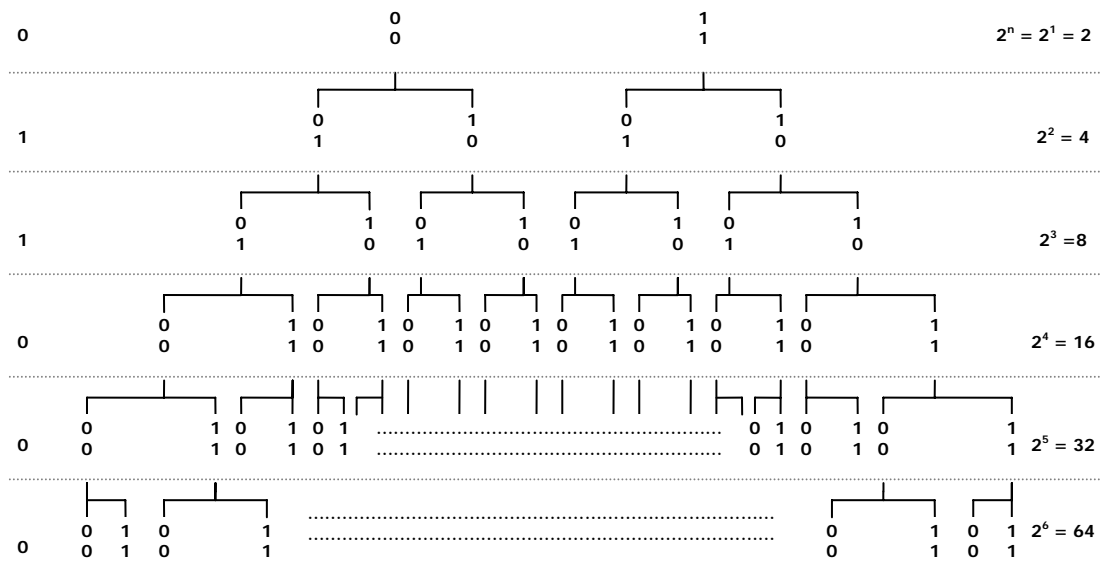 0 1
0 0 1 2ⁿ = 2¹ = 2
0 1 0 1
1 1 0 1 0 2² = 4
0 1 0 1 0 1 0 1
1 1 0 1 0 1 0 1 0 2³ =8
0 1 0 1 0 1 0 1 0 1 0 1 0 1 0 1
0 0 1 0 1 0 1 0 1 0 1 0 1 0 1 0 1 2⁴ = 16
0 1 0 1 0 1 ................................................ 0 1 0 1 0 1
0 0 1 0 1 0 1 ................................................ 0 1 0 1 0 1 2⁵ = 32
0 1 0 1 ................................................................ 0 1 0 1
0 0 1 0 1 ................................................................ 0 1 0 1 2⁶ = 64